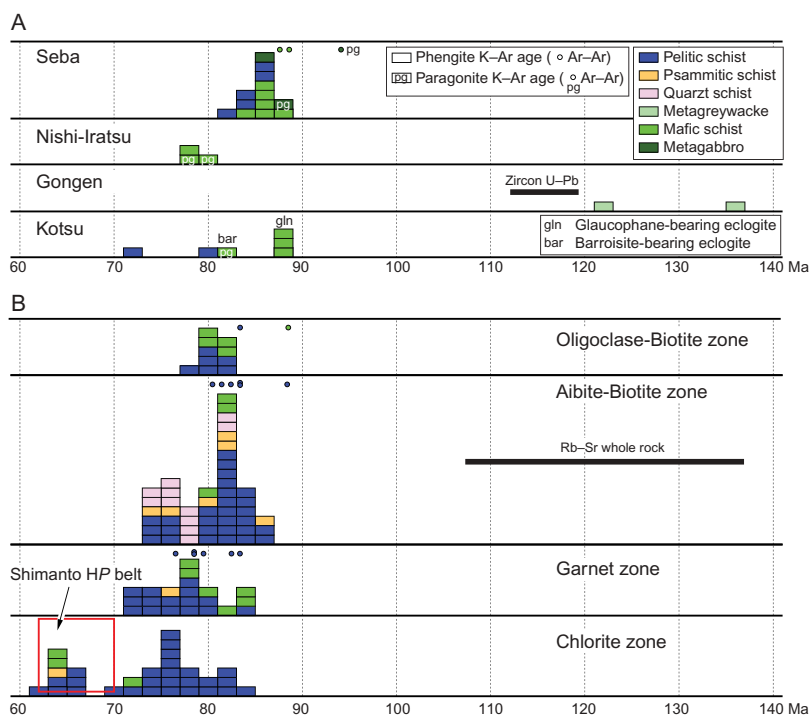 A
Seba
pg
pg
Phengite K–Ar age ( Ar–Ar)
pg Paragonite K–Ar age ( pg Ar–Ar)
Pelitic schist
Psammitic schist
Quarzt schist
Metagreywacke
Mafic schist
Metagabbro
Nishi-Iratsu
pg pg
Gongen
Zircon U–Pb
Kotsu
bar
pg
gln
gln Glaucophane-bearing eclogite
bar Barroisite-bearing eclogite
60 70 80 90 100 110 120 130 140 Ma
B
Oligoclase-Biotite zone
Aibite-Biotite zone
Rb–Sr whole rock
Garnet zone
Shimanto HP belt
Chlorite zone
60 70 80 90 100 110 120 130 140 Ma